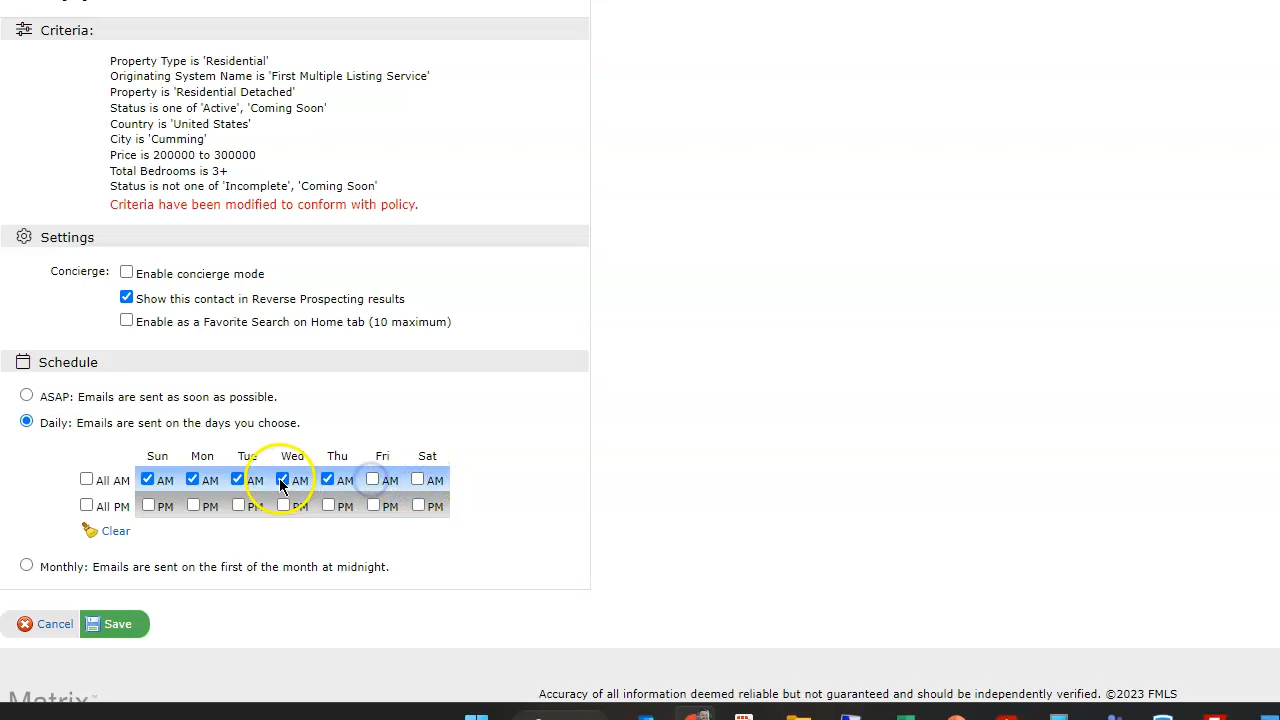 Criteria:
Property Type is 'Residential'
Originating System Name is 'First Multiple Listing Service'
Property is 'Residential Detached'
Status is one of 'Active', 'Coming Soon'
Country is 'United States'
City is 'Cumming'
Price is 200000 to 300000
Total Bedrooms is 3+
Status is not one of 'Incomplete', 'Coming Soon'
Criteria have been modified to conform with policy.
Settings
Concierge: Enable concierge mode
Show this contact in Reverse Prospecting results
Enable as a Favorite Search on Home tab (10 maximum)
Schedule
ASAP: Emails are sent as soon as possible.
Daily: Emails are sent on the days you choose.
Sun Mon Tue Wed Thu Fri Sat
All AM AM AM AM AM AM AM AM
All PM PM PM PM PM PM PM PM
Clear
Monthly: Emails are sent on the first of the month at midnight.
Cancel Save
Matrix™
Accuracy of all information deemed reliable but not guaranteed and should be independently verified. ©2023 FMLS